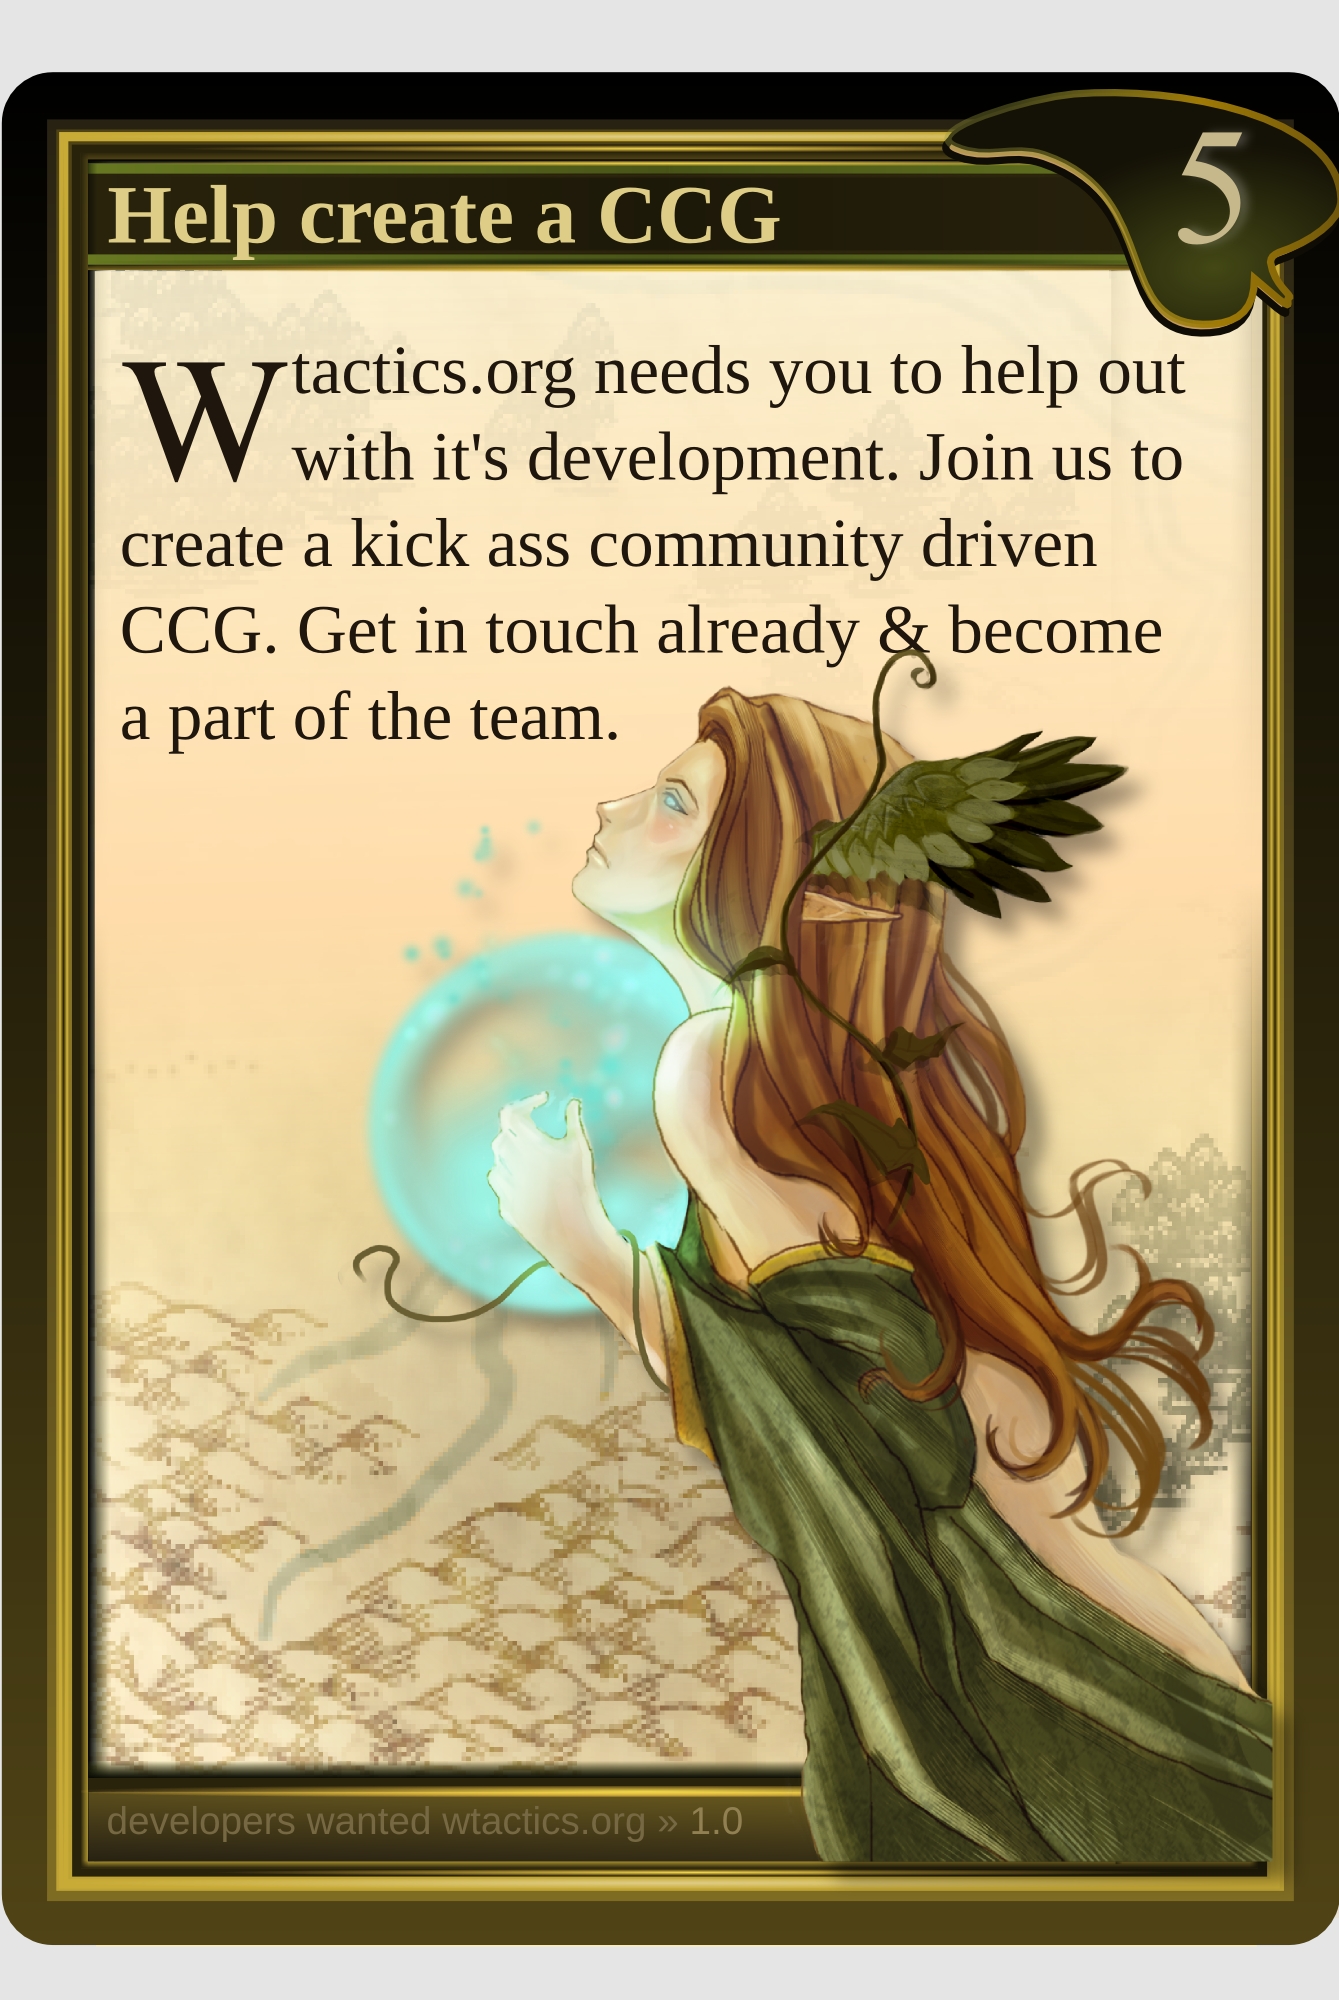 Help create a CCG
5
Wtactics.org needs you to help out
with it's development. Join us to
create a kick ass community driven
CCG. Get in touch already & become
a part of the team.
developers wanted wtactics.org » 1.0